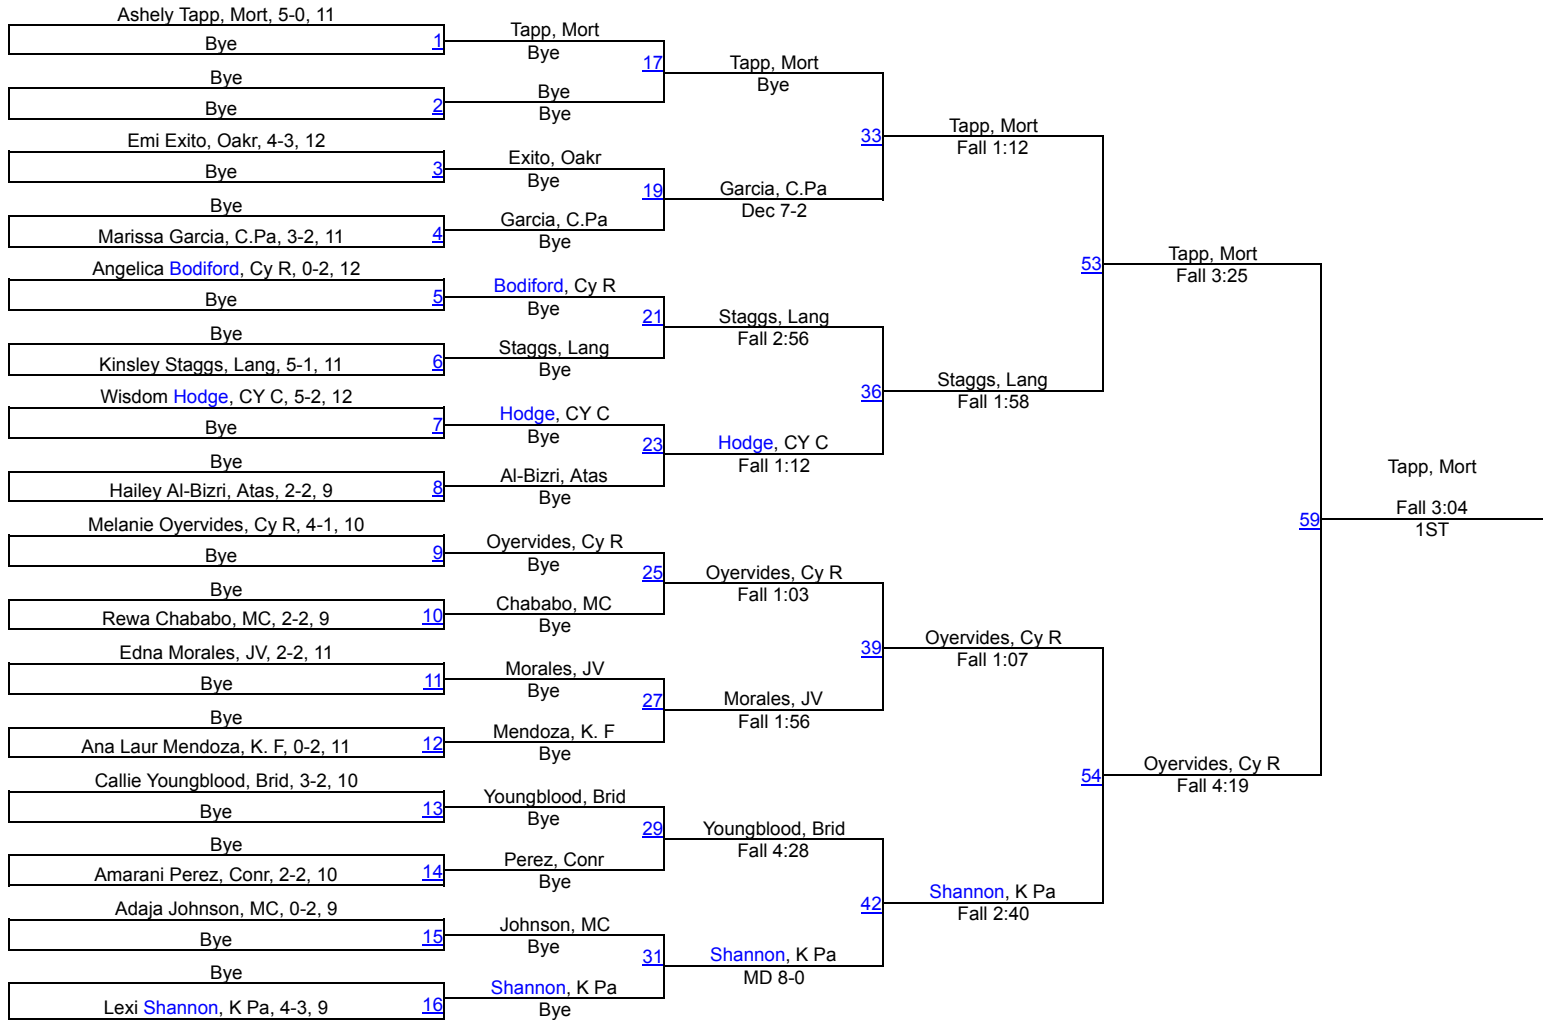 Ashely Tapp, Mort, 5-0, 11
Bye
1
Bye
Bye
2
Emi Exito, Oakr, 4-3, 12
Bye
3
Bye
Marissa Garcia, C.Pa, 3-2, 11
4
Angelica Bodiford, Cy R, 0-2, 12
Bye
5
Bye
Kinsley Staggs, Lang, 5-1, 11
6
Wisdom Hodge, CY C, 5-2, 12
Bye
7
Bye
Hailey Al-Bizri, Atas, 2-2, 9
8
Melanie Oyervides, Cy R, 4-1, 10
Bye
9
Bye
Rewa Chababo, MC, 2-2, 9
10
Edna Morales, JV, 2-2, 11
Bye
11
Bye
Ana Laur Mendoza, K. F, 0-2, 11
12
Callie Youngblood, Brid, 3-2, 10
Bye
13
Bye
Amarani Perez, Conr, 2-2, 10
14
Adaja Johnson, MC, 0-2, 9
Bye
15
Bye
Lexi Shannon, K Pa, 4-3, 9
16
Tapp, Mort
Bye
17
Bye
Bye
Exito, Oakr
Bye
19
Garcia, C.Pa
Bye
Bodiford, Cy R
Bye
21
Staggs, Lang
Bye
Hodge, CY C
Bye
23
Al-Bizri, Atas
Bye
Oyervides, Cy R
Bye
25
Chababo, MC
Bye
Morales, JV
Bye
27
Mendoza, K. F
Bye
Youngblood, Brid
Bye
29
Perez, Conr
Bye
Johnson, MC
Bye
31
Shannon, K Pa
Bye
Tapp, Mort
Bye
33
Garcia, C.Pa
Dec 7-2
Staggs, Lang
Fall 2:56
36
Hodge, CY C
Fall 1:12
Oyervides, Cy R
Fall 1:03
39
Morales, JV
Fall 1:56
Youngblood, Brid
Fall 4:28
42
Shannon, K Pa
MD 8-0
Tapp, Mort
Fall 1:12
53
Staggs, Lang
Fall 1:58
Oyervides, Cy R
Fall 1:07
54
Shannon, K Pa
Fall 2:40
Tapp, Mort
Fall 3:25
59
Oyervides, Cy R
Fall 4:19
Tapp, Mort
Fall 3:04
1ST